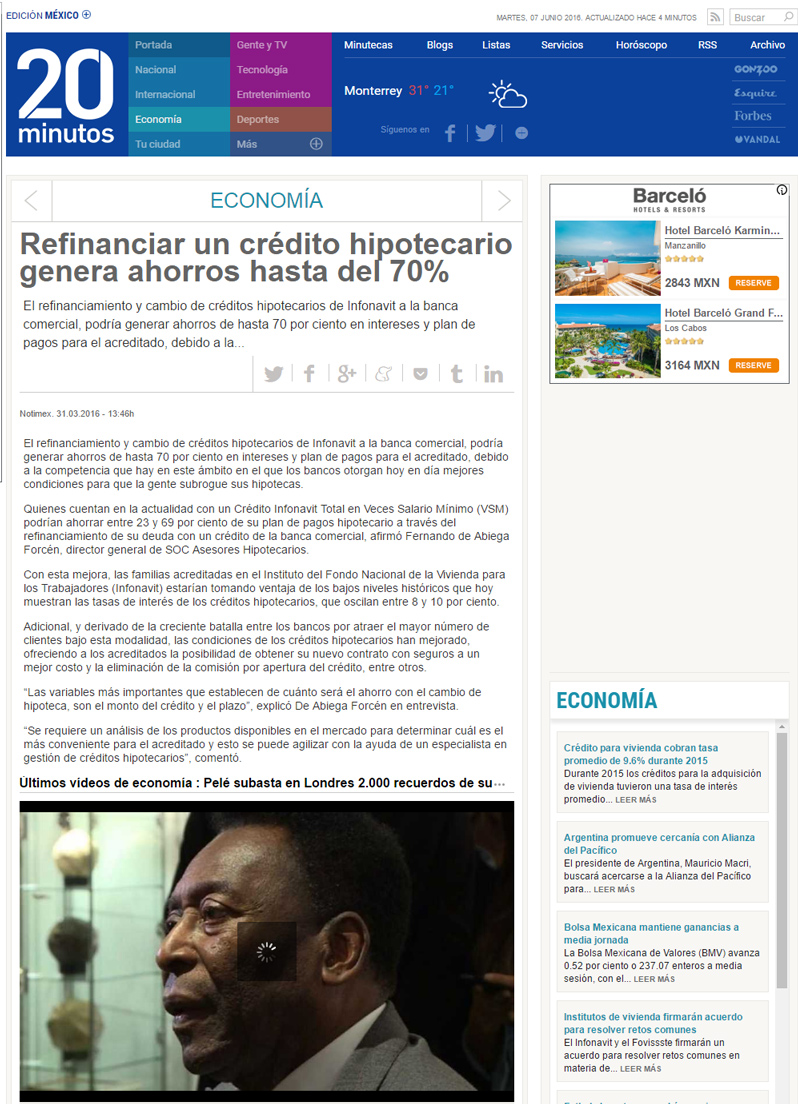 EDICIÓN MÉXICO
MARTES, 07 JUNIO 2016. ACTUALIZADO HACE 4 MINUTOS
Buscar
20
minutos
Portada
Nacional
Internacional
Economía
Tu ciudad
Gente y TV
Tecnología
Entretenimiento
Deportes
Más
Minutecas Blogs Listas Servicios Horóscopo RSS Archivo
Monterrey 31° 21°
Síguenos en
GONZOO
Esquire
Forbes
VANDAL
ECONOMÍA
Refinanciar un crédito hipotecario
genera ahorros hasta del 70%
El refinanciamiento y cambio de créditos hipotecarios de Infonavit a la banca
comercial, podría generar ahorros de hasta 70 por ciento en intereses y plan de
pagos para el acreditado, debido a la...
Notimex. 31.03.2016 - 13:46h
El refinanciamiento y cambio de créditos hipotecarios de Infonavit a la banca comercial, podría
generar ahorros de hasta 70 por ciento en intereses y plan de pagos para el acreditado, debido
a la competencia que hay en este ámbito en el que los bancos otorgan hoy en día mejores
condiciones para que la gente subrogue sus hipotecas.
Quienes cuentan en la actualidad con un Crédito Infonavit Total en Veces Salario Mínimo (VSM)
podrían ahorrar entre 23 y 69 por ciento de su plan de pagos hipotecario a través del
refinanciamiento de su deuda con un crédito de la banca comercial, afirmó Fernando de Abiega
Forcén, director general de SOC Asesores Hipotecarios.
Con esta mejora, las familias acreditadas en el Instituto del Fondo Nacional de la Vivienda para
los Trabajadores (Infonavit) estarían tomando ventaja de los bajos niveles históricos que hoy
muestran las tasas de interés de los créditos hipotecarios, que oscilan entre 8 y 10 por ciento.
Adicional, y derivado de la creciente batalla entre los bancos por atraer el mayor número de
clientes bajo esta modalidad, las condiciones de los créditos hipotecarios han mejorado,
ofreciendo a los acreditados la posibilidad de obtener su nuevo contrato con seguros a un
mejor costo y la eliminación de la comisión por apertura del crédito, entre otros.
“Las variables más importantes que establecen de cuánto será el ahorro con el cambio de
hipoteca, son el monto del crédito y el plazo”, explicó De Abiega Forcén en entrevista.
“Se requiere un análisis de los productos disponibles en el mercado para determinar cuál es el
más conveniente para el acreditado y esto se puede agilizar con la ayuda de un especialista en
gestión de créditos hipotecarios”, comentó.
Últimos vídeos de economía : Pelé subasta en Londres 2.000 recuerdos de su...
Barceló
HOTELS & RESORTS
Hotel Barceló Karmin...
Manzanillo
2843 MXN RESERVE
Hotel Barceló Grand F...
Los Cabos
3164 MXN RESERVE
ECONOMÍA
Crédito para vivienda cobran tasa
promedio de 9.6% durante 2015
Durante 2015 los créditos para la adquisición
de vivienda tuvieron una tasa de interés
promedio... LEER MÁS
Argentina promueve cercanía con Alianza
del Pacífico
El presidente de Argentina, Mauricio Macri,
buscará acercarse a la Alianza del Pacífico
para... LEER MÁS
Bolsa Mexicana mantiene ganancias a
media jornada
La Bolsa Mexicana de Valores (BMV) avanza
0.52 por ciento o 237.07 enteros a media
sesión, con el... LEER MÁS
Institutos de vivienda firmarán acuerdo
para resolver retos comunes
El Infonavit y el Fovissste firmarán un
acuerdo para resolver retos comunes en
materia de... LEER MÁS